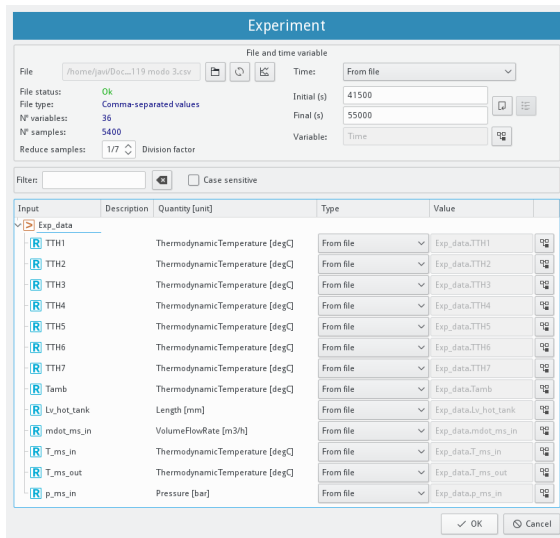 Experiment
File and time variable
File /home/javi/Doc...119 modo 3.csv Time: From file
File status: Ok
File type: Comma-separated values
Nº variables: 36
Nº samples: 5400
Reduce samples: 1/7 Division factor
Initial (s) 41500
Final (s) 55000
Variable: Time
Filter: Case sensitive
Input Description Quantity [unit] Type Value
Exp_data
R TTH1 ThermodynamicTemperature [degC] From file Exp_data.TTH1
R TTH2 ThermodynamicTemperature [degC] From file Exp_data.TTH2
R TTH3 ThermodynamicTemperature [degC] From file Exp_data.TTH3
R TTH4 ThermodynamicTemperature [degC] From file Exp_data.TTH4
R TTH5 ThermodynamicTemperature [degC] From file Exp_data.TTH5
R TTH6 ThermodynamicTemperature [degC] From file Exp_data.TTH6
R TTH7 ThermodynamicTemperature [degC] From file Exp_data.TTH7
R Tamb ThermodynamicTemperature [degC] From file Exp_data.Tamb
R Lv_hot_tank Length [mm] From file Exp_data.Lv_hot_tank
R mdot_ms_in VolumeFlowRate [m3/h] From file Exp_data.mdot_ms_in
R T_ms_in ThermodynamicTemperature [degC] From file Exp_data.T_ms_in
R T_ms_out ThermodynamicTemperature [degC] From file Exp_data.T_ms_out
R p_ms_in Pressure [bar] From file Exp_data.p_ms_in
OK Cancel